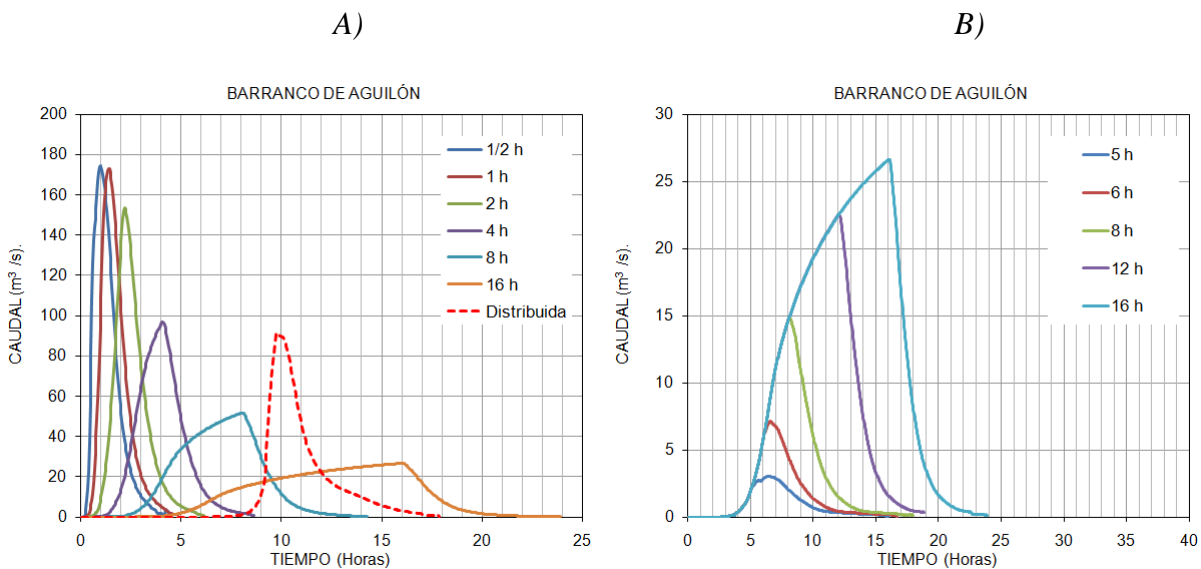 A)
BARRANCO DE AGUILÓN
CAUDAL (m³ /s).
200
180
160
140
120
100
80
60
40
20
0
0
5
10
15
20
25
TIEMPO (Horas)
1/2 h
1 h
2 h
4 h
8 h
16 h
Distribuida
B)
BARRANCO DE AGUILÓN
CAUDAL (m³ /s).
30
25
20
15
10
5
0
0
5
10
15
20
25
30
35
40
TIEMPO (Horas)
5 h
6 h
8 h
12 h
16 h